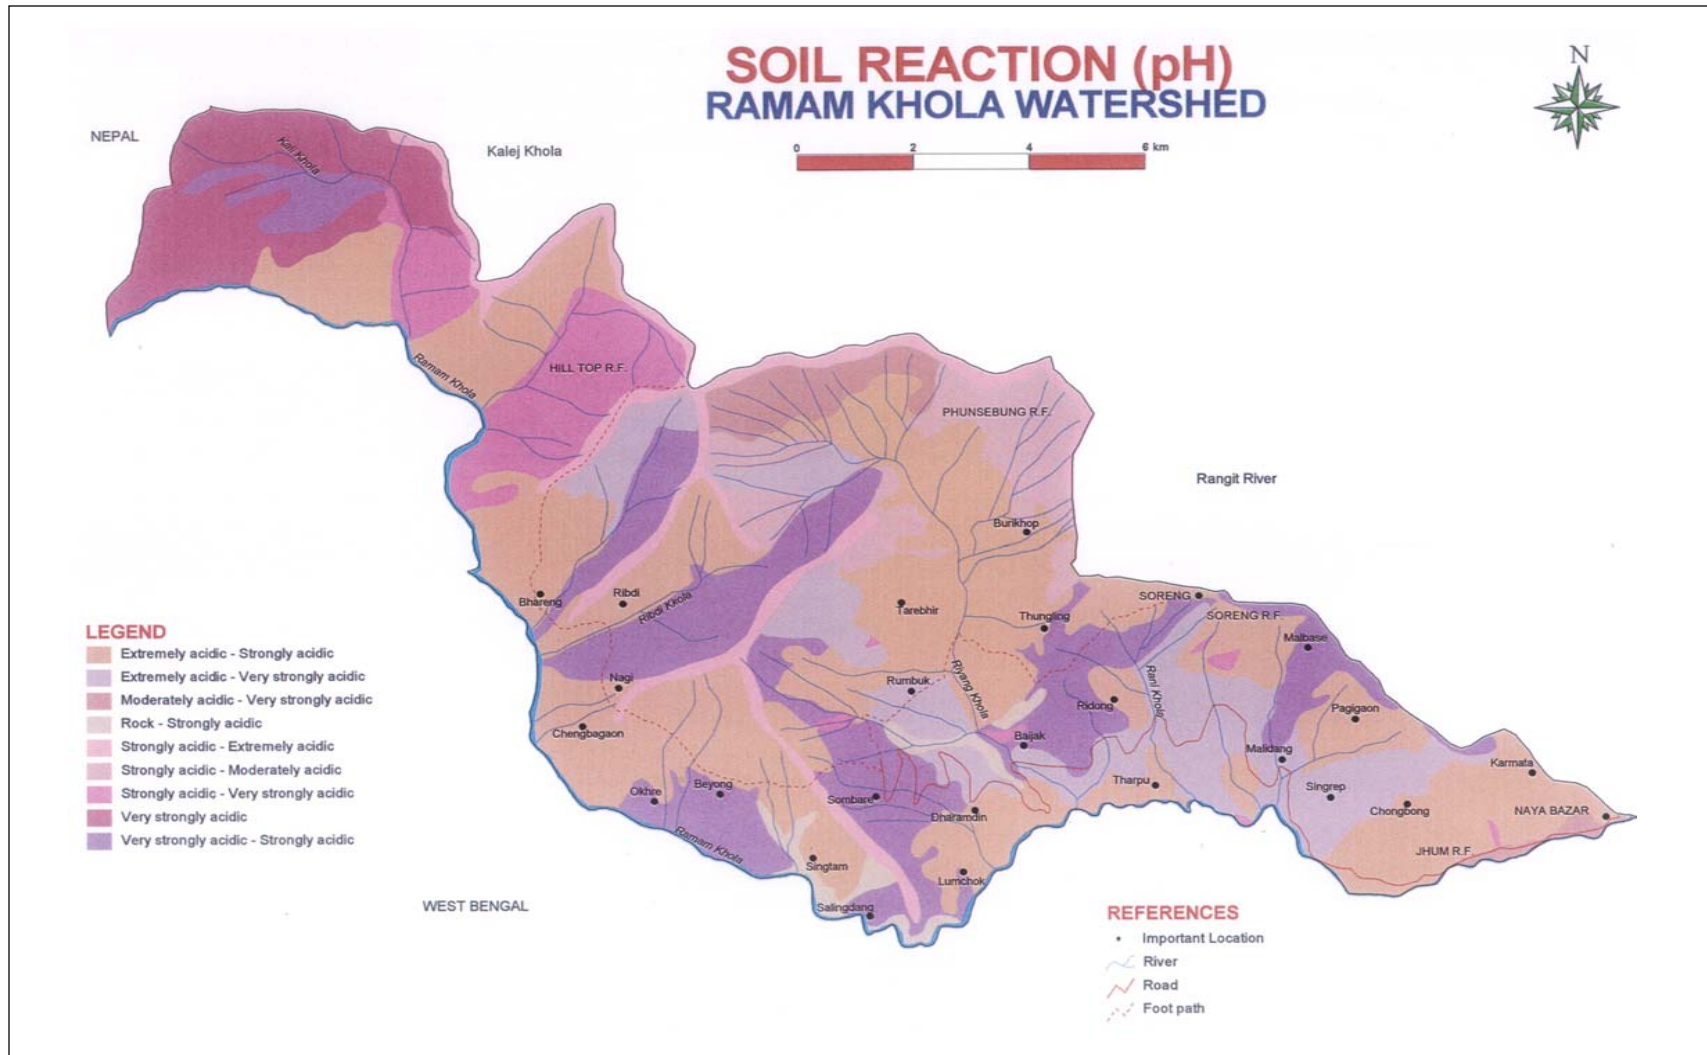 SOIL REACTION (pH)
RAMAM KHOLA WATERSHED
N
0 2 4 6 km
NEPAL
Kalej Khola
Kali Khola
Ramam Khola
HILL TOP R.F.
PHUNSEBUNG R.F.
Rangit River
Burikhop
Bhareng
Ribdi
Ribdi Khola
Tarebhir
Thungling
SORENG
SORENG R.F.
Malbase
Nagi
Rumbuk
Riyang Khola
Rani Khola
Ridong
Pagigaon
Chengbagaon
Baijak
Malidang
Karmata
Okhre
Beyong
Sombare
Tharpu
Singrep
Chongbong
NAYA BAZAR
Dharamdin
Ramam Khola
JHUM R.F.
Singtam
Lumchok
Salingdang
WEST BENGAL
LEGEND
Extremely acidic - Strongly acidic
Extremely acidic - Very strongly acidic
Moderately acidic - Very strongly acidic
Rock - Strongly acidic
Strongly acidic - Extremely acidic
Strongly acidic - Moderately acidic
Strongly acidic - Very strongly acidic
Very strongly acidic
Very strongly acidic - Strongly acidic
REFERENCES
Important Location
River
Road
Foot path